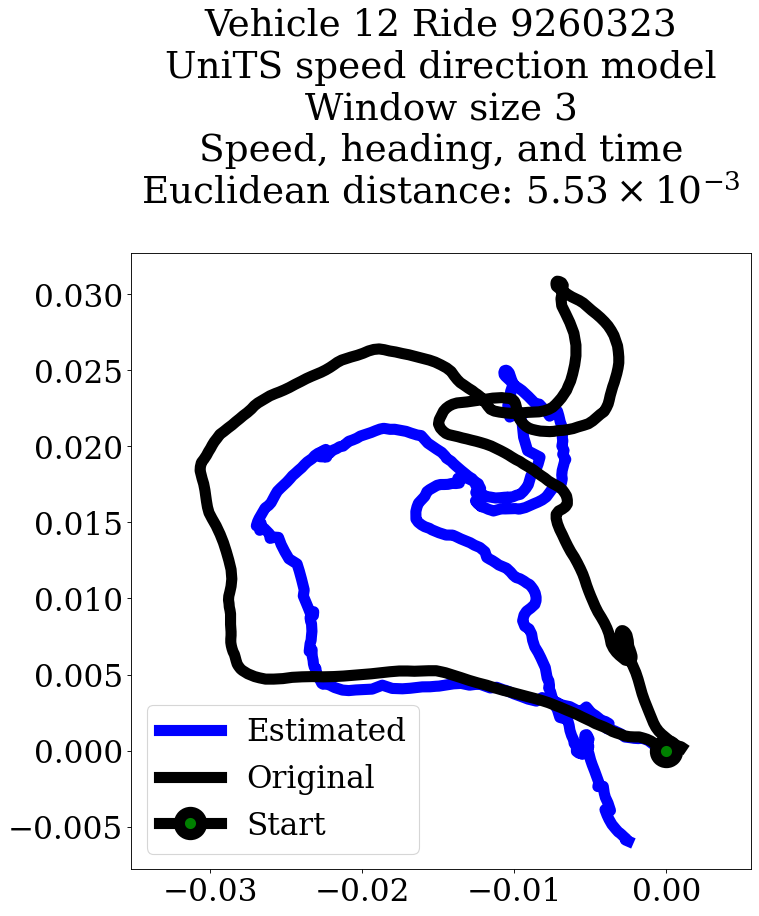 Vehicle 12 Ride 9260323
UniTS speed direction model
Window size 3
Speed, heading, and time
Euclidean distance: 5.53 × 10⁻³
0.030
0.025
0.020
0.015
0.010
0.005
0.000
−0.005
Estimated
Original
Start
−0.03 −0.02 −0.01 0.00